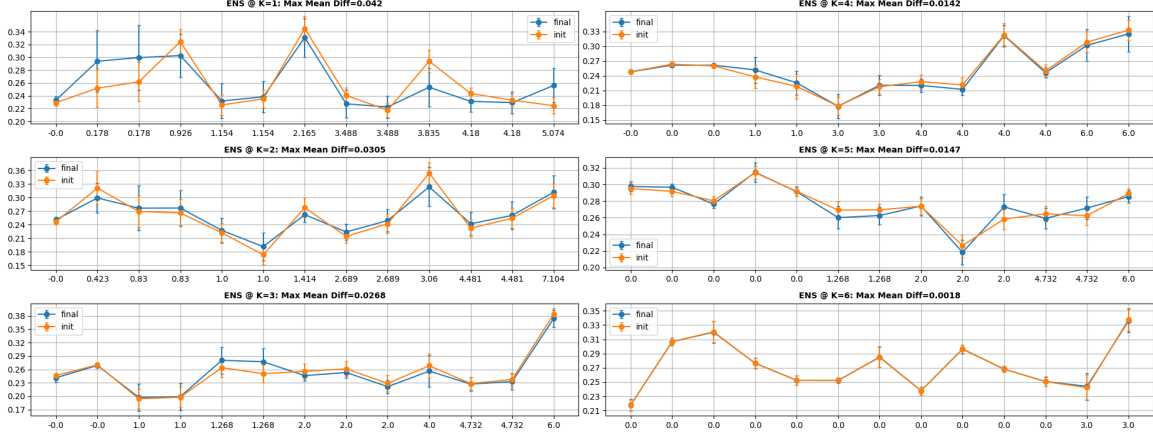 ENS @ K=1: Max Mean Diff=0.042
final
init
0.34
0.32
0.30
0.28
0.26
0.24
0.22
0.20
-0.0 0.178 0.178 0.926 1.154 1.154 2.165 3.488 3.488 3.835 4.18 4.18 5.074
ENS @ K=4: Max Mean Diff=0.0142
final
init
0.33
0.30
0.27
0.24
0.21
0.18
0.15
-0.0 0.0 0.0 1.0 1.0 3.0 3.0 4.0 4.0 4.0 4.0 6.0 6.0
ENS @ K=2: Max Mean Diff=0.0305
final
init
0.36
0.33
0.30
0.27
0.24
0.21
0.18
0.15
-0.0 0.423 0.83 0.83 1.0 1.0 1.414 2.689 2.689 3.06 4.481 4.481 7.104
ENS @ K=5: Max Mean Diff=0.0147
final
init
0.32
0.30
0.28
0.26
0.24
0.22
0.20
-0.0 0.0 0.0 0.0 0.0 1.268 1.268 2.0 2.0 2.0 4.732 4.732 6.0
ENS @ K=3: Max Mean Diff=0.0268
final
init
0.38
0.35
0.32
0.29
0.26
0.23
0.20
0.17
-0.0 -0.0 1.0 1.0 1.268 1.268 2.0 2.0 2.0 4.0 4.732 4.732 6.0
ENS @ K=6: Max Mean Diff=0.0018
final
init
0.35
0.33
0.31
0.29
0.27
0.25
0.23
0.21
0.0 0.0 0.0 0.0 0.0 0.0 0.0 0.0 0.0 0.0 0.0 3.0 3.0